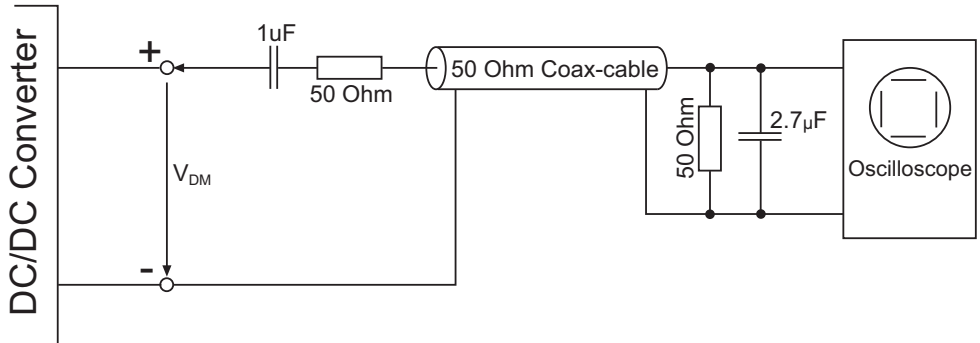 DC/DC Converter
+
-
V_DM
1uF
50 Ohm
50 Ohm Coax-cable
50 Ohm
2.7µF
Oscilloscope